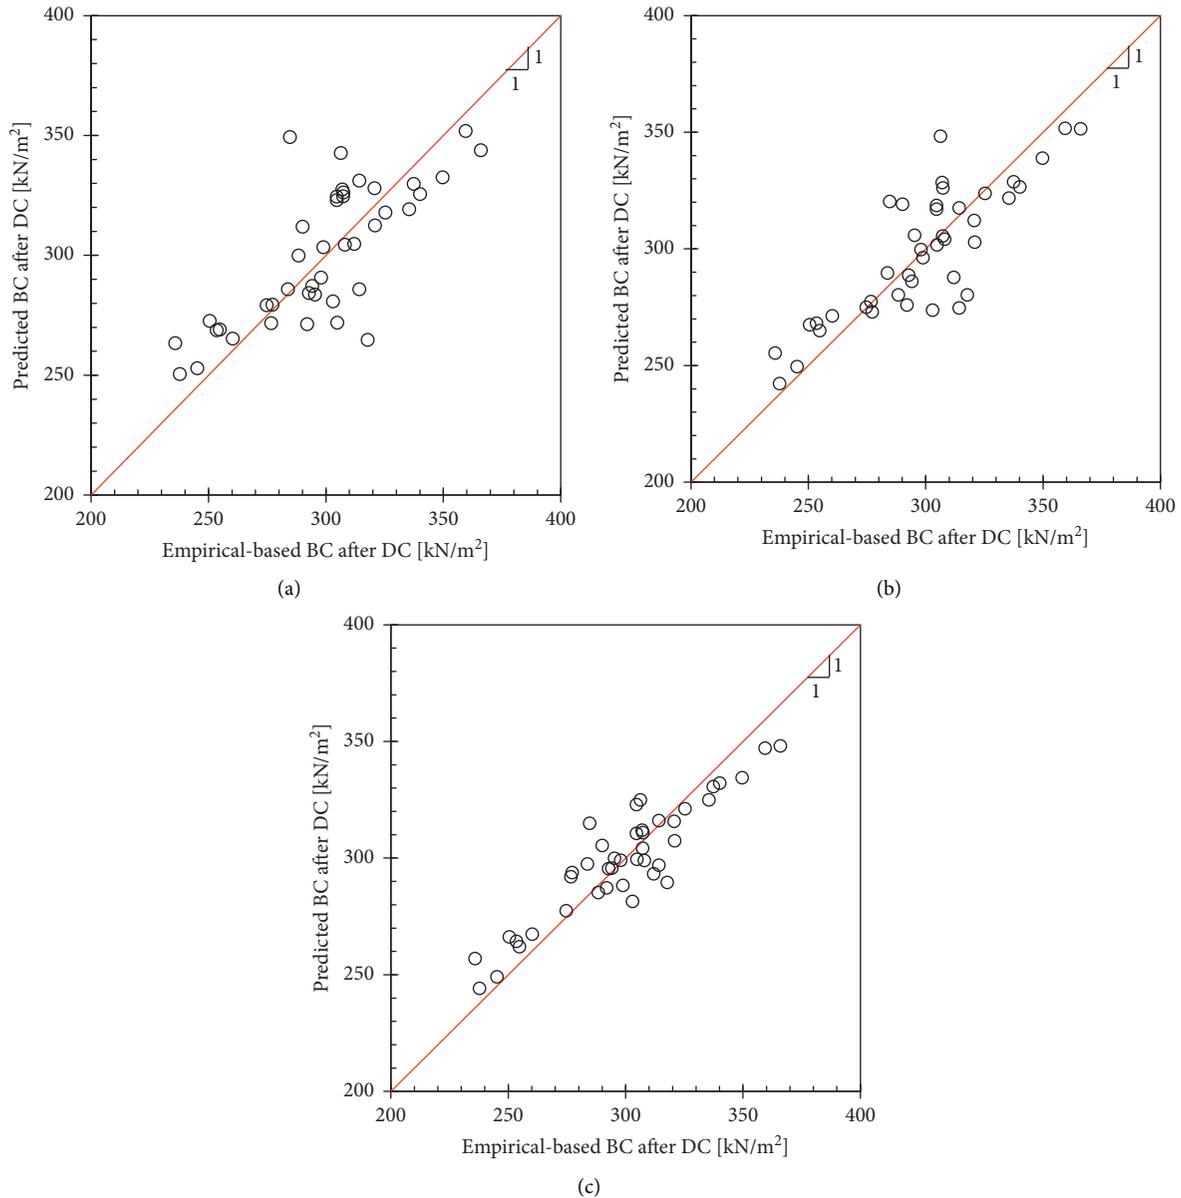 400
350
300
250
200
200 250 300 350 400
1
1
Predicted BC after DC [kN/m²]
Empirical-based BC after DC [kN/m²]
(a)
400
350
300
250
200
200 250 300 350 400
1
1
Predicted BC after DC [kN/m²]
Empirical-based BC after DC [kN/m²]
(b)
400
350
300
250
200
200 250 300 350 400
1
1
Predicted BC after DC [kN/m²]
Empirical-based BC after DC [kN/m²]
(c)